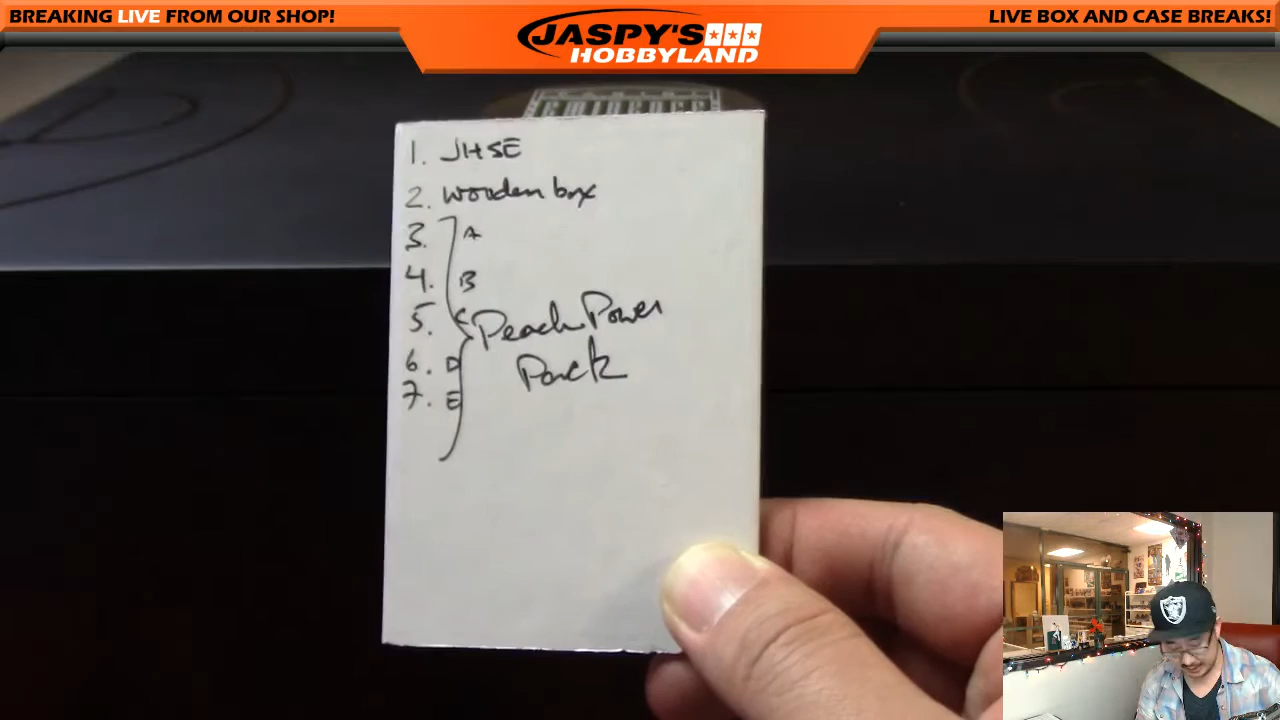 BREAKING LIVE FROM OUR SHOP!
JASPY'S
HOBBYLAND
LIVE BOX AND CASE BREAKS!
1. JHSE
2. wooden box
3. A
4. B
5. C
6. D
7. E
Peach Power
Pack